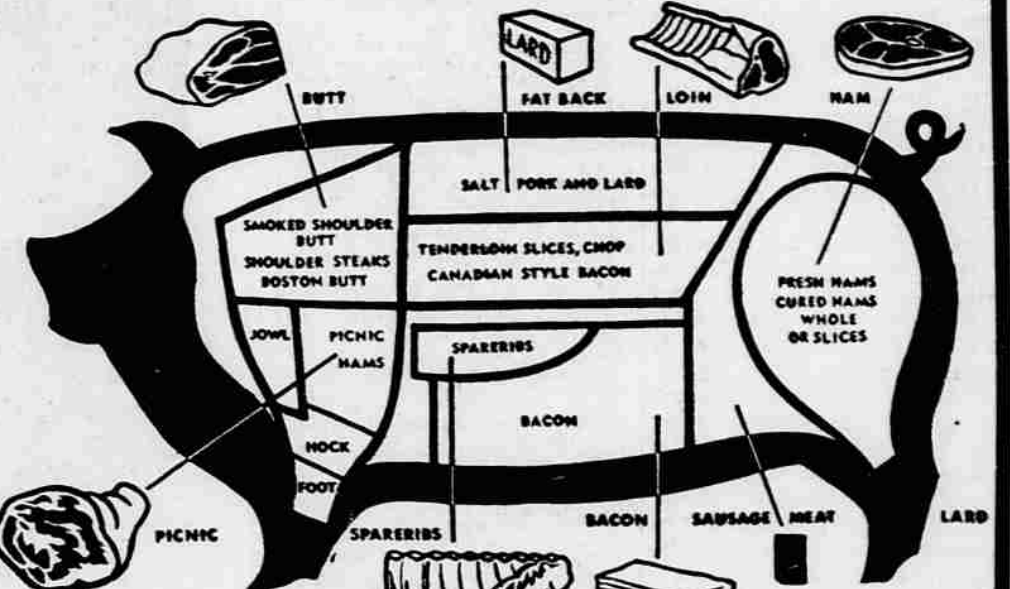 LARD
BUTT
FAT BACK
LOIN
HAM
SALT PORK AND LARD
SMOKED SHOULDER
BUTT
SHOULDER STEAKS
BOSTON BUTT
TENDERLOIN SLICES, CHOP
CANADIAN STYLE BACON
FRESH HAMS
CURED HAMS
WHOLE
OR SLICES
JOWL
PICNIC
HAMS
SPARERIBS
BACON
HOCK
FOOT
PICNIC
SPARERIBS
BACON
SAUSAGE MEAT
LARD